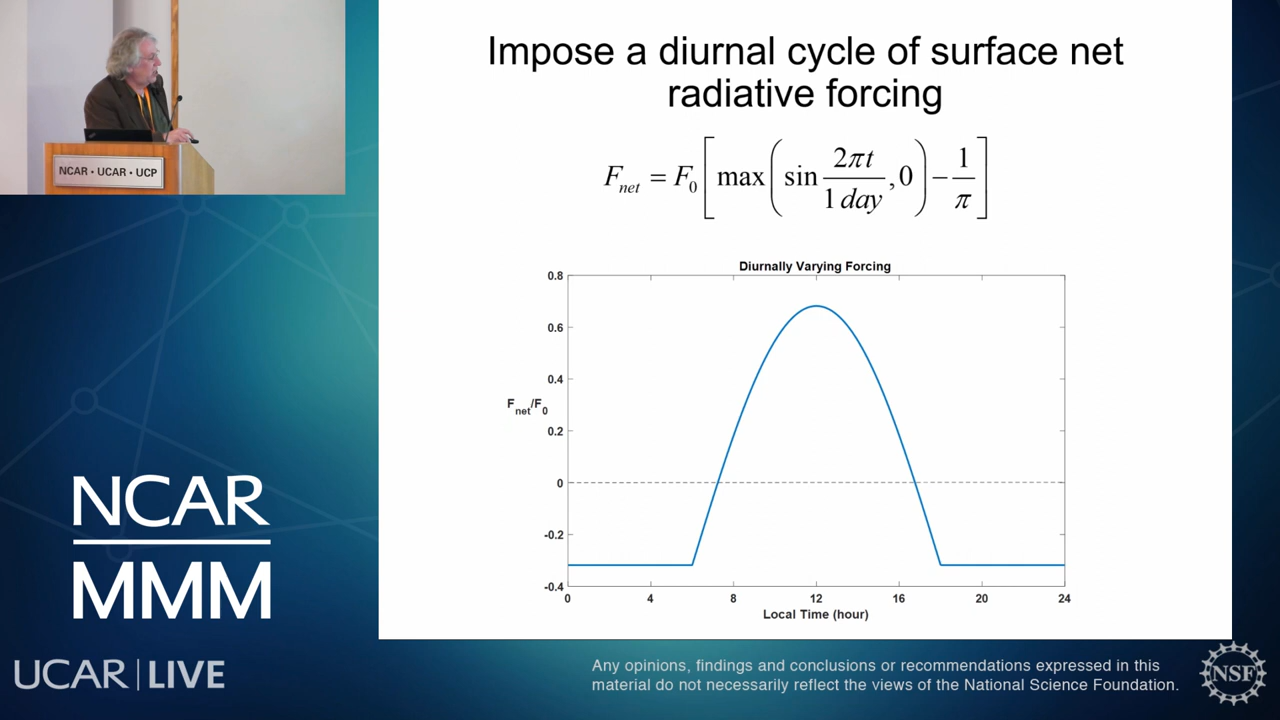 Impose a diurnal cycle of surface net
radiative forcing
F_net = F_0 [ max ( sin 2πt / 1 day , 0 ) − 1 / π ]
Diurnally Varying Forcing
0.8
0.6
0.4
F_net/F_0
0.2
0
-0.2
-0.4
0 4 8 12 16 20 24
Local Time (hour)
NCAR • UCAR • UCP
NCAR
MMM
UCAR | LIVE
Any opinions, findings and conclusions or recommendations expressed in this
material do not necessarily reflect the views of the National Science Foundation.
NSF